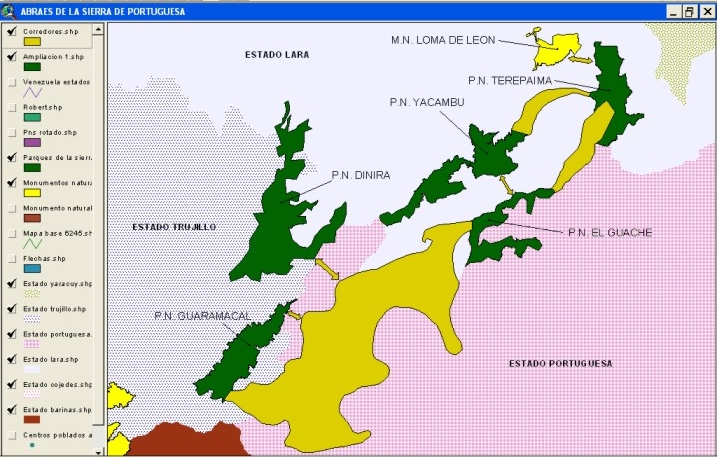 ABRAES DE LA SIERRA DE PORTUGUESA
Corredores.shp
Ampliacion 1.shp
Venezuela estados
Robert.shp
Pns rotado.shp
Parques de la sierr.
Monumentos natura
Monumento natural
Mapa base 6246.sh
Flechas.shp
Estado yaracuy.shp
Estado trujillo.shp
Estado portuguesa.
Estado lara.shp
Estado cojedes.shp
Estado barinas.shp
Centros poblados a
ESTADO LARA
M.N. LOMA DE LEON
P.N. TEREPAIMA
P.N. YACAMBU
P.N. DINIRA
ESTADO TRUJILLO
P.N. EL GUACHE
P.N. GUARAMACAL
ESTADO PORTUGUESA